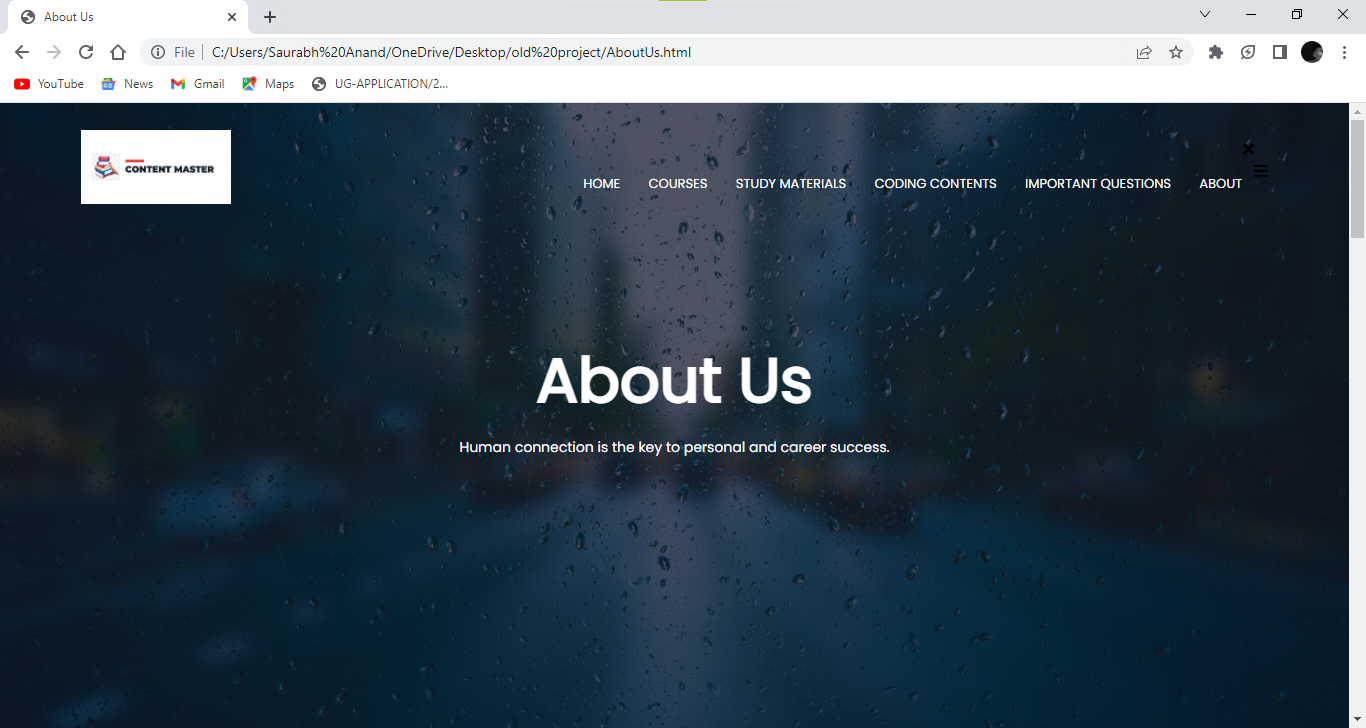 About Us
File
C:/Users/Saurabh%20Anand/OneDrive/Desktop/old%20project/AboutUs.html
YouTube News Gmail Maps UG-APPLICATION/2...
CONTENT MASTER
HOME COURSES STUDY MATERIALS CODING CONTENTS IMPORTANT QUESTIONS ABOUT
About Us
Human connection is the key to personal and career success.